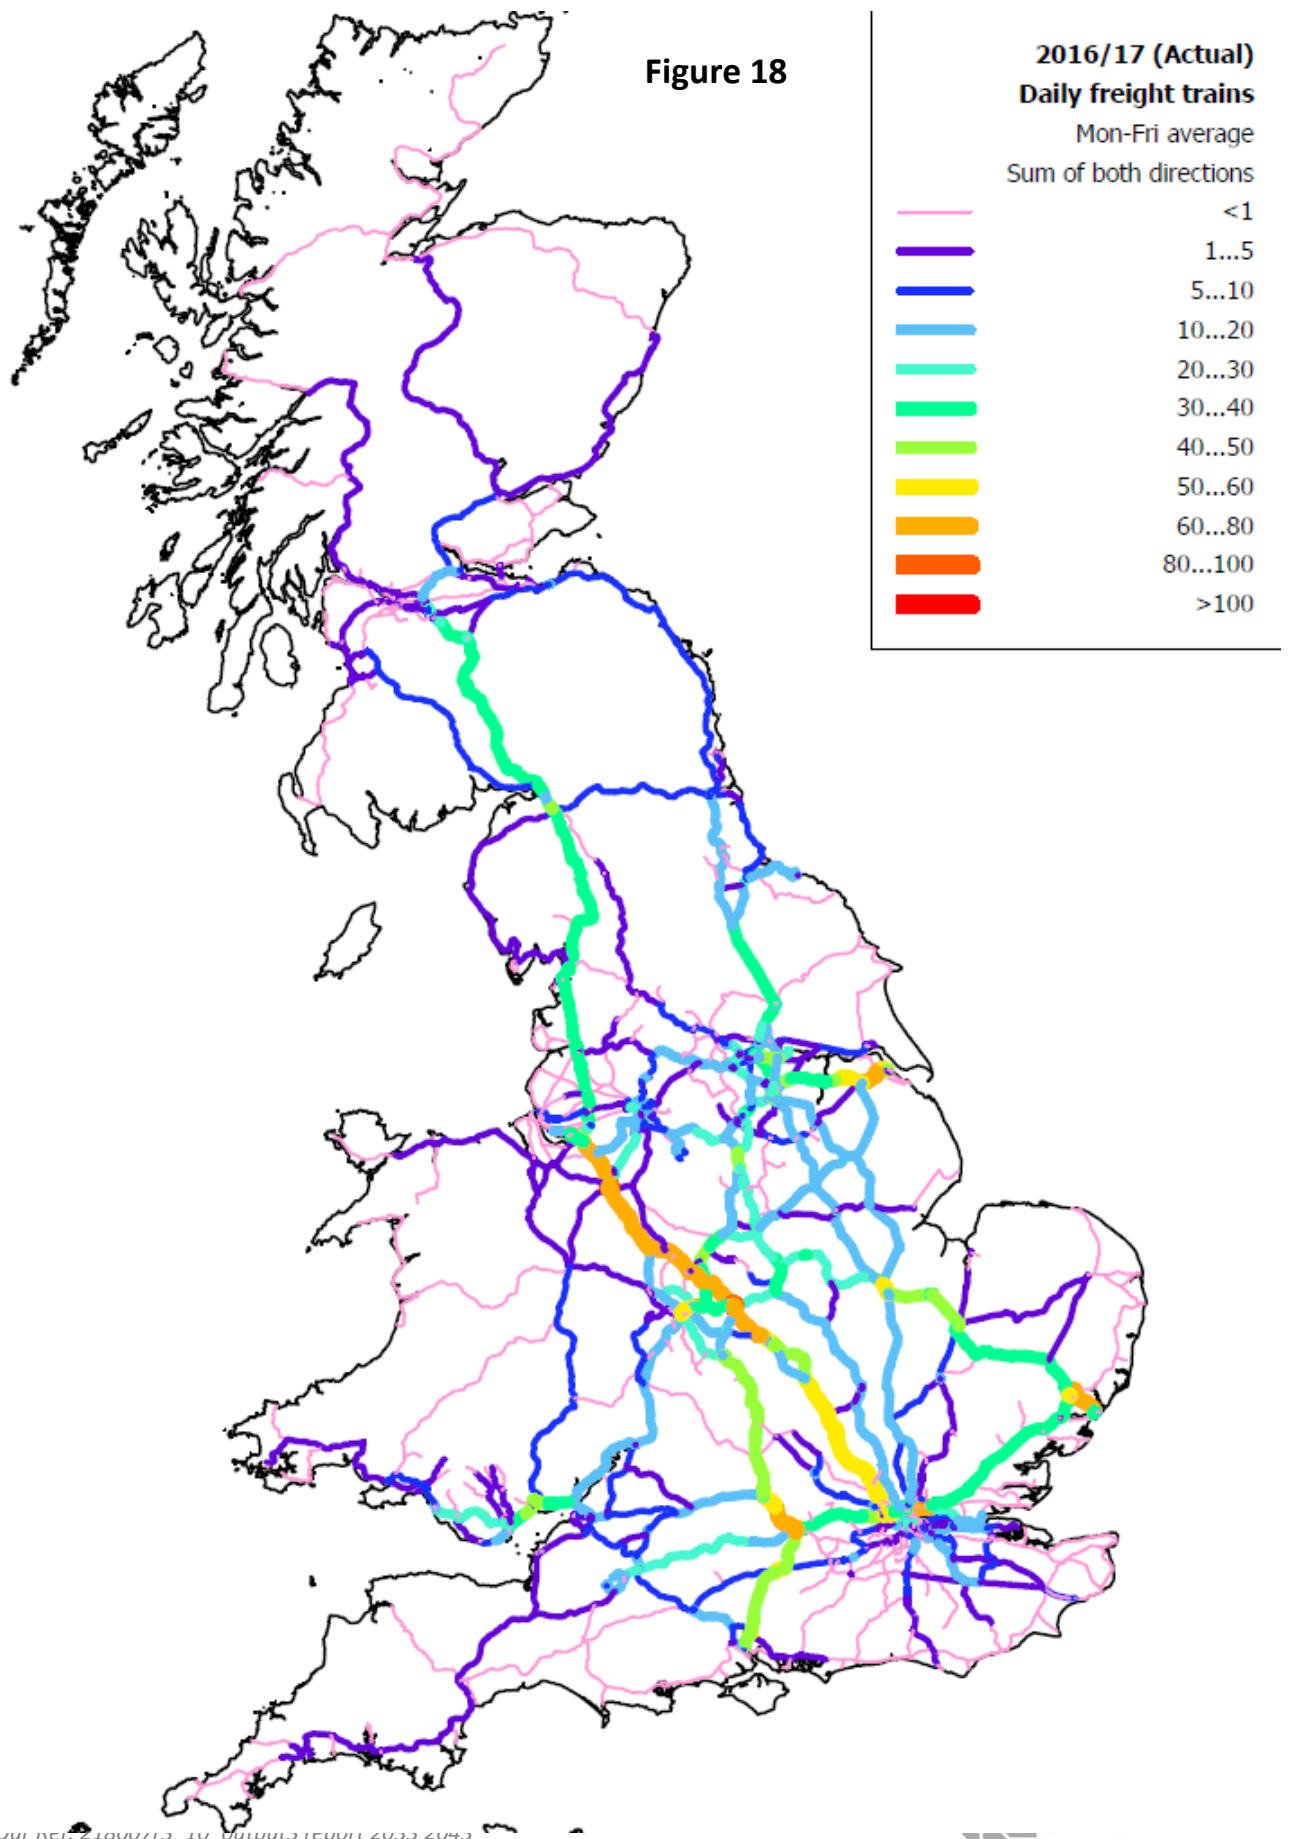 Figure 18
2016/17 (Actual)
Daily freight trains
Mon-Fri average
Sum of both directions
<1
1...5
5...10
10...20
20...30
30...40
40...50
50...60
60...80
80...100
>100